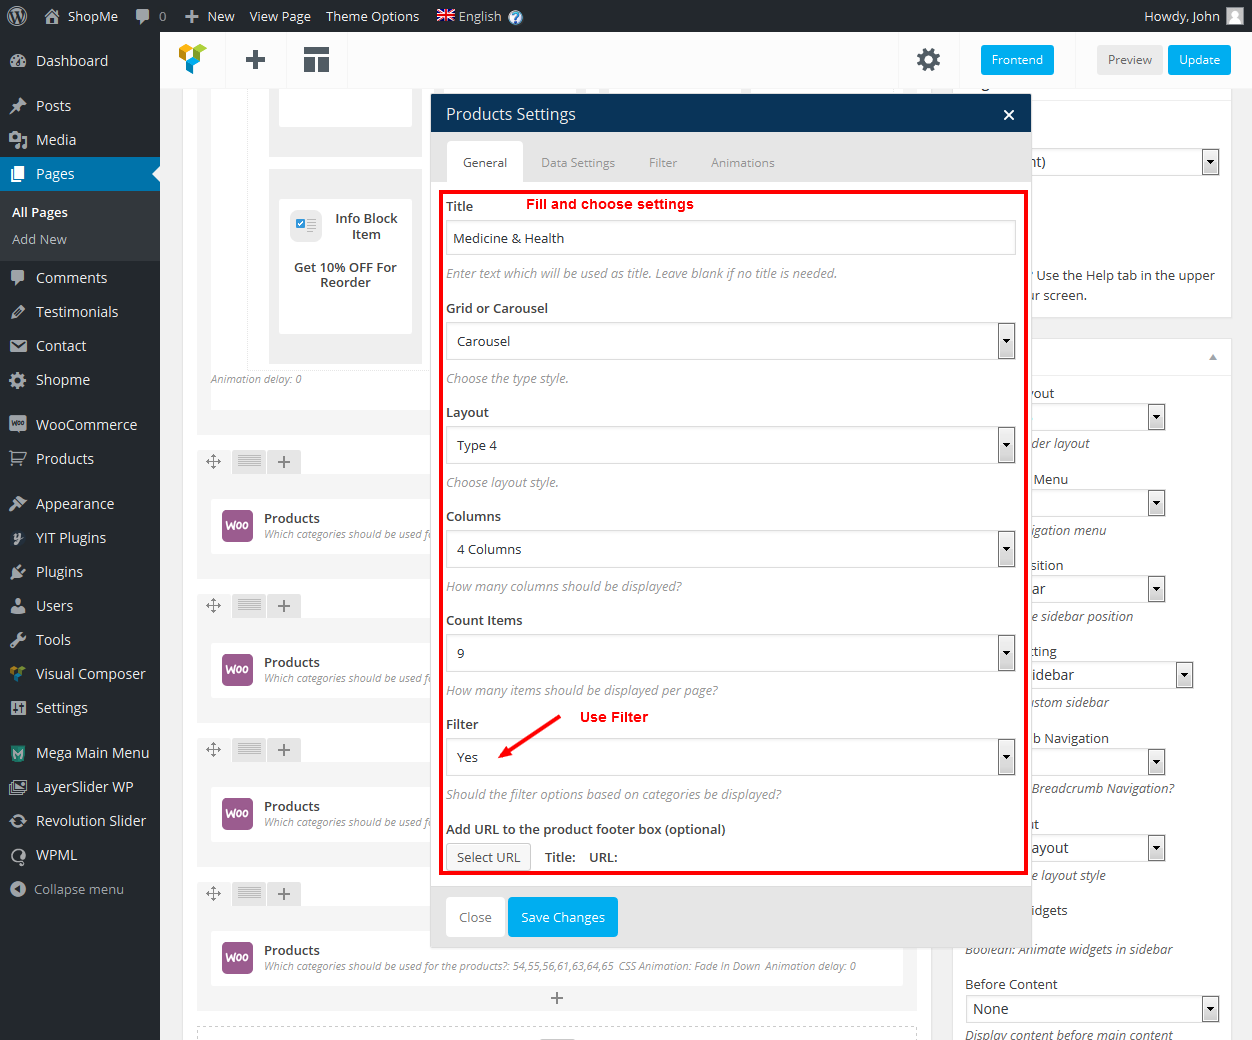 ShopMe
0
New
View Page
Theme Options
English
Howdy, John
Dashboard
Posts
Media
Pages
All Pages
Add New
Comments
Testimonials
Contact
Shopme
WooCommerce
Products
Appearance
YIT Plugins
Plugins
Users
Tools
Visual Composer
Settings
Mega Main Menu
LayerSlider WP
Revolution Slider
WPML
Collapse menu
Frontend
Preview
Update
Info Block
Item
Get 10% OFF For
Reorder
Animation delay: 0
Woo Products
Which categories should be used fo
Woo Products
Which categories should be used fo
Woo Products
Which categories should be used fo
Woo Products
Which categories should be used for the products?: 54,55,56,61,63,64,65 CSS Animation: Fade In Down Animation delay: 0
Products Settings
General
Data Settings
Filter
Animations
Fill and choose settings
Title
Medicine & Health
Enter text which will be used as title. Leave blank if no title is needed.
Grid or Carousel
Carousel
Choose the type style.
Layout
Type 4
Choose layout style.
Columns
4 Columns
How many columns should be displayed?
Count Items
9
How many items should be displayed per page?
Use Filter
Filter
Yes
Should the filter options based on categories be displayed?
Add URL to the product footer box (optional)
Select URL
Title:
URL:
Close
Save Changes
nt)
Use the Help tab in the upper
ur screen.
yout
der layout
Menu
igation menu
sition
ar
e sidebar position
tting
idebar
stom sidebar
b Navigation
Breadcrumb Navigation?
ut
ayout
e layout style
idgets
Boolean: Animate widgets in sidebar
Before Content
None
Display content before main content